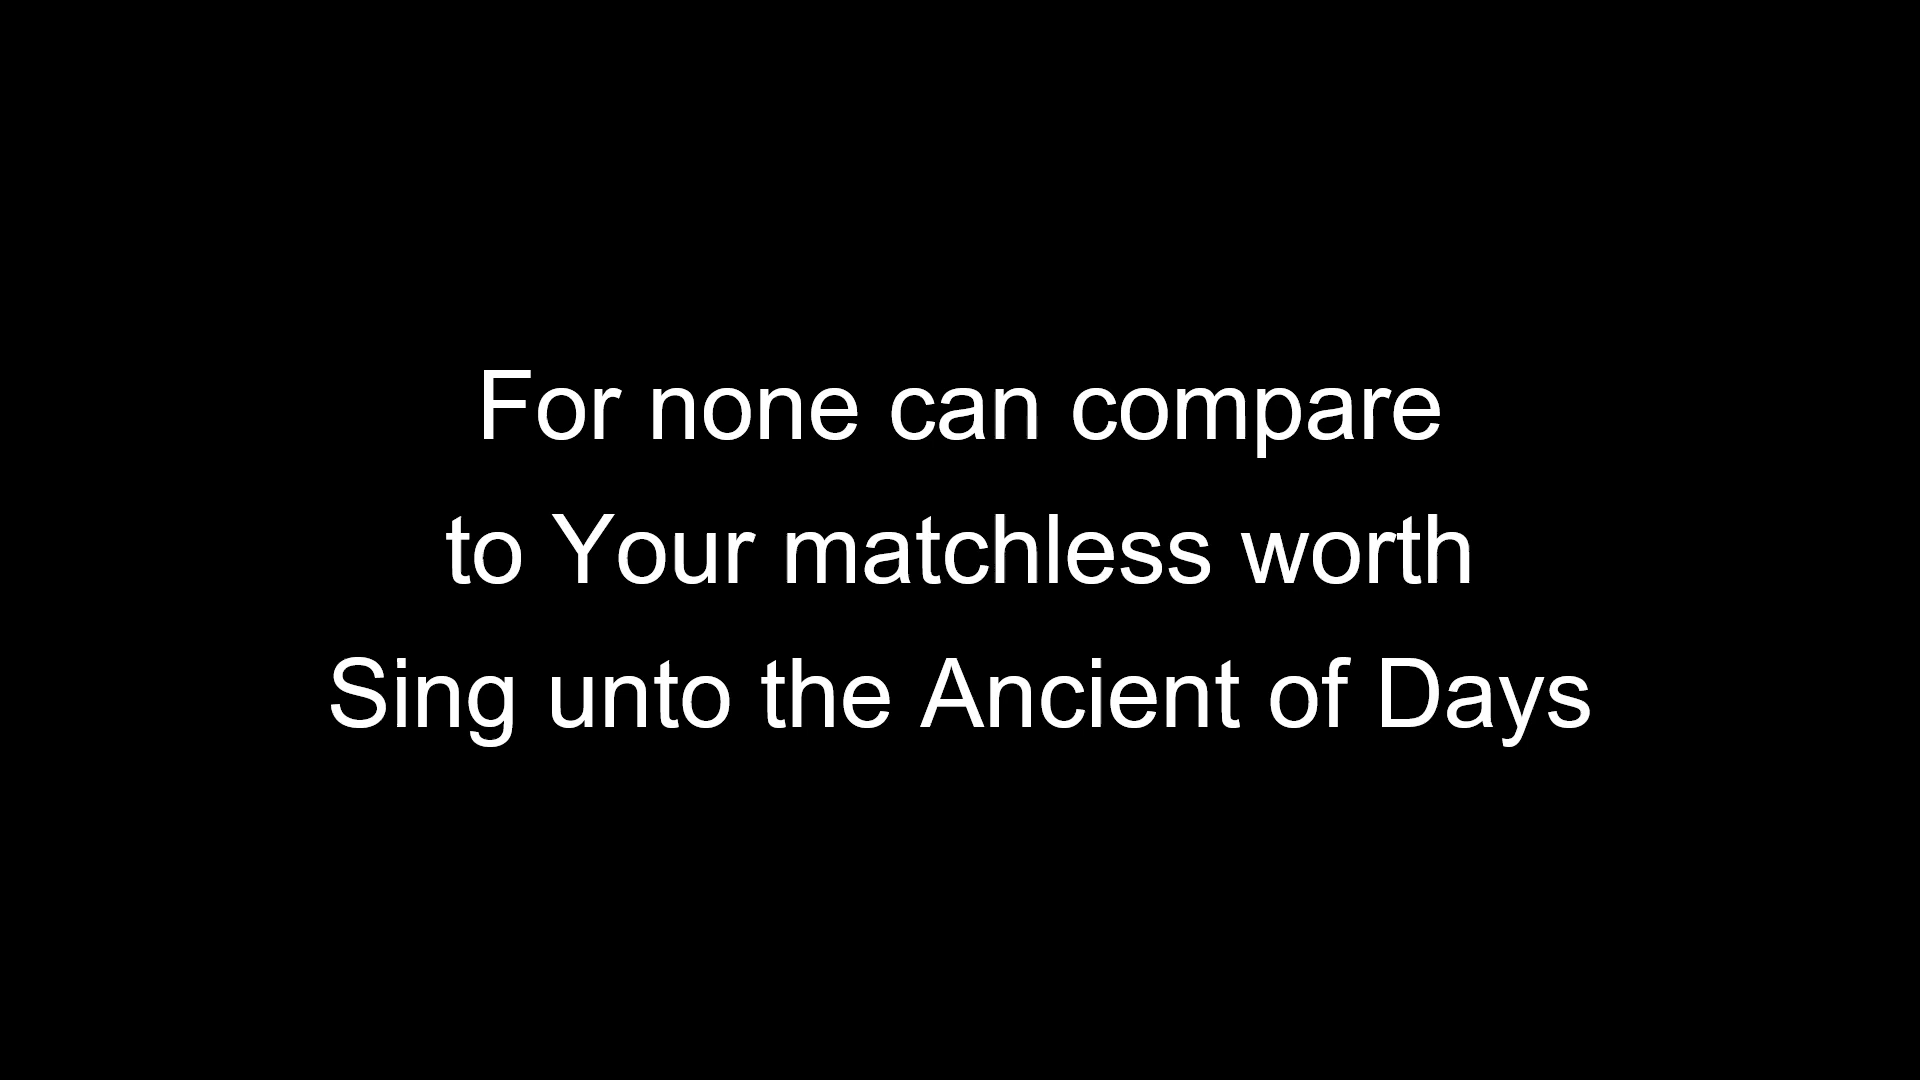 For none can compare
to Your matchless worth
Sing unto the Ancient of Days